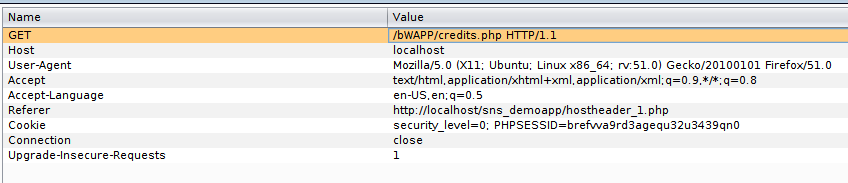 Name Value
GET /bWAPP/credits.php HTTP/1.1
Host localhost
User-Agent Mozilla/5.0 (X11; Ubuntu; Linux x86_64; rv:51.0) Gecko/20100101 Firefox/51.0
Accept text/html,application/xhtml+xml,application/xml;q=0.9,*/*;q=0.8
Accept-Language en-US,en;q=0.5
Referer http://localhost/sns_demoapp/hostheader_1.php
Cookie security_level=0; PHPSESSID=brefvva9rd3agequ32u3439qn0
Connection close
Upgrade-Insecure-Requests 1